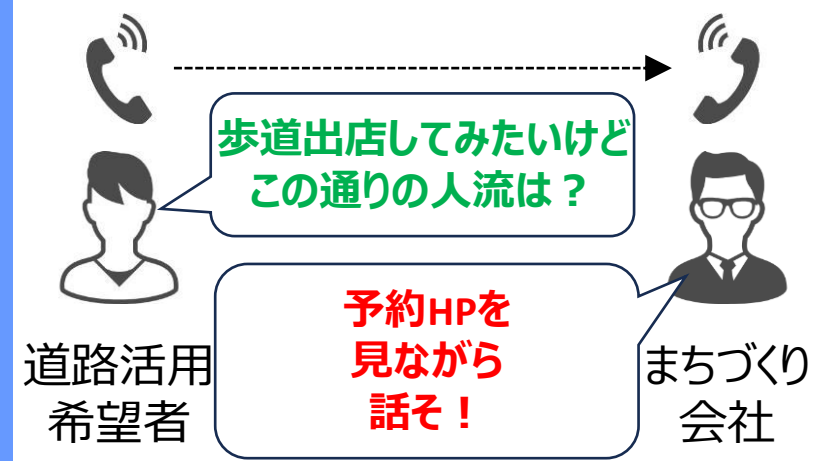 歩道出店してみたいけど
この通りの人流は？
予約HPを
見ながら
話そ！
道路活用
希望者
まちづくり
会社